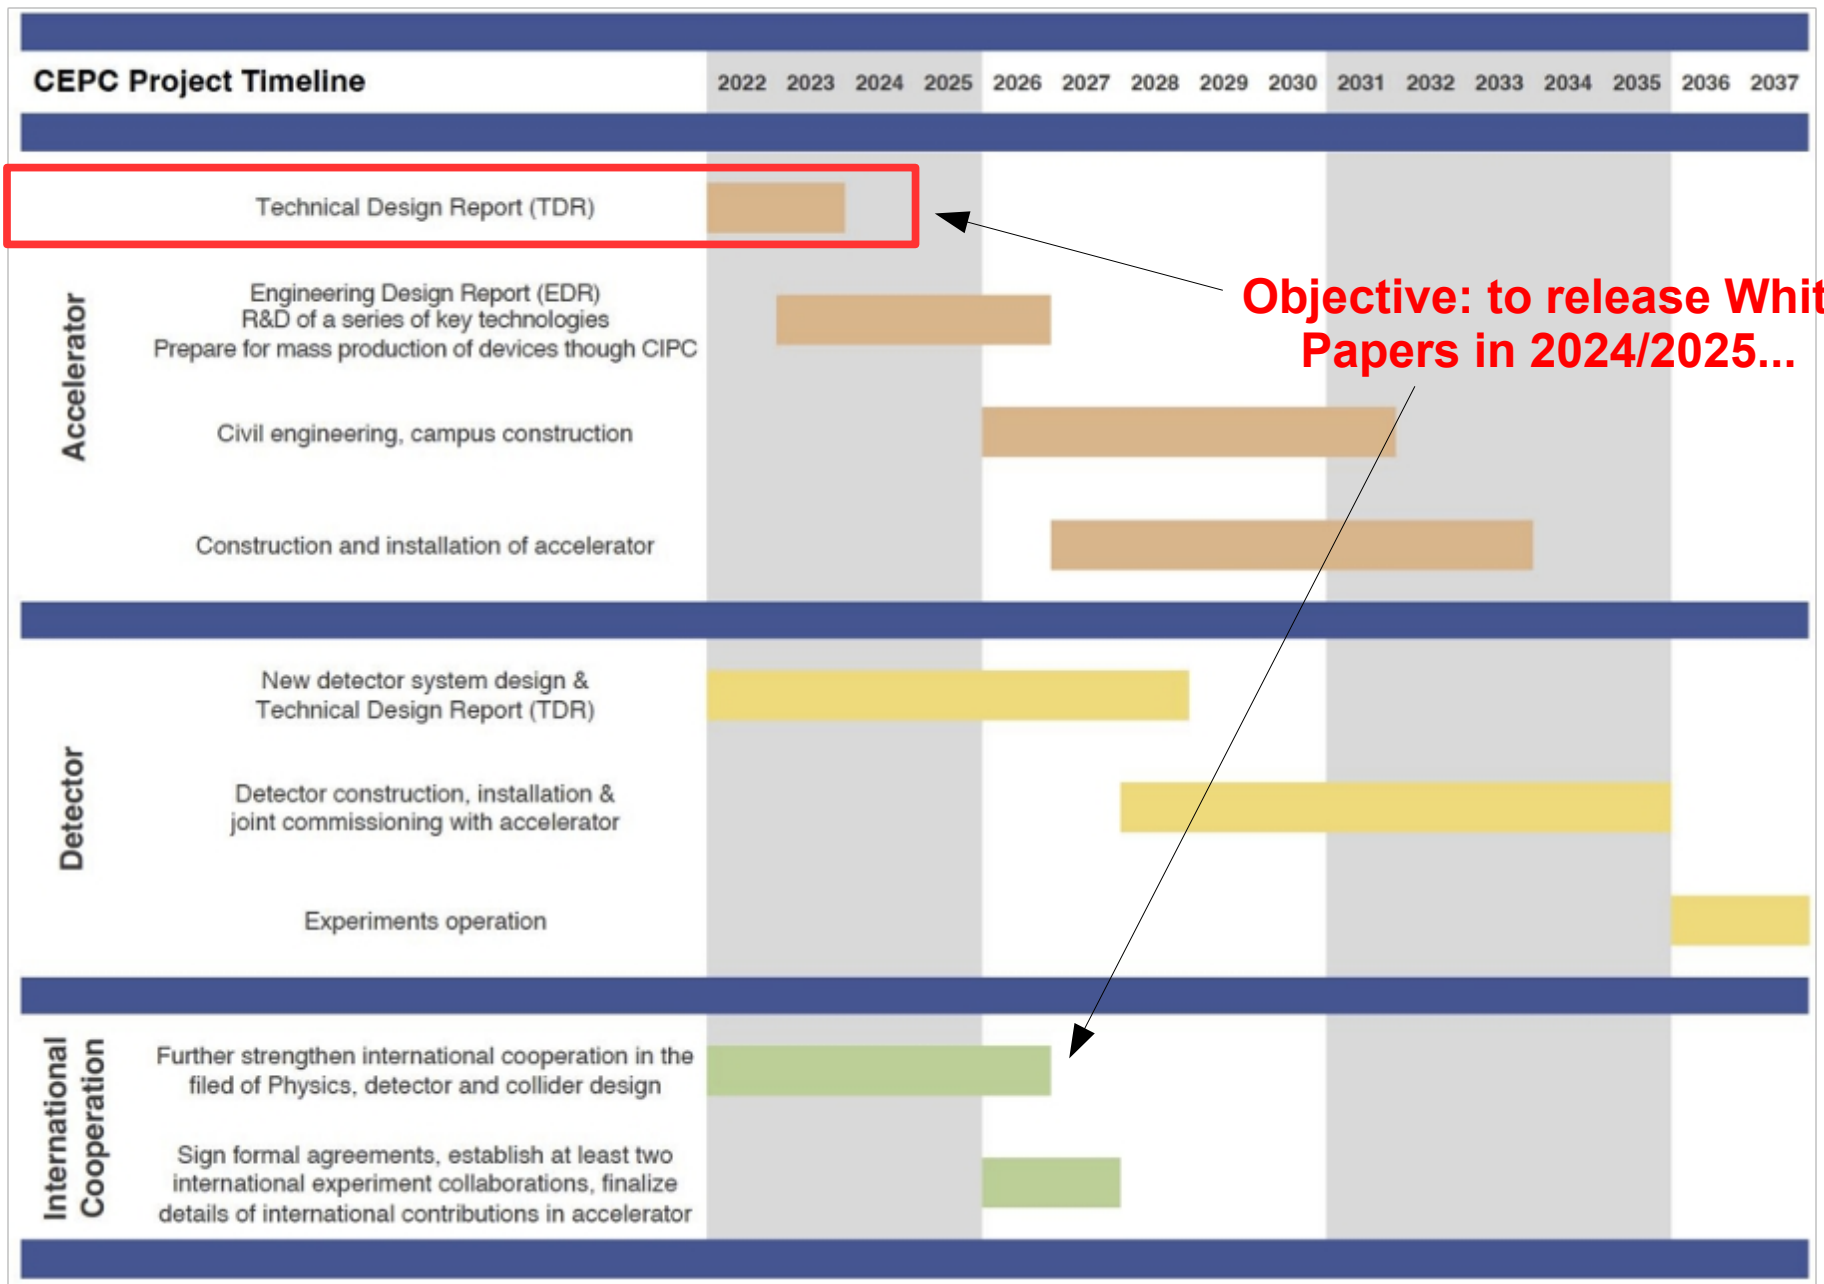 CEPC Project Timeline 2022 2023 2024 2025 2026 2027 2028 2029 2030 2031 2032 2033 2034 2035 2036 2037
Technical Design Report (TDR)
Objective: to release Whit
Papers in 2024/2025...
Accelerator
Engineering Design Report (EDR)
R&D of a series of key technologies
Prepare for mass production of devices though CIPC
Civil engineering, campus construction
Construction and installation of accelerator
Detector
New detector system design &
Technical Design Report (TDR)
Detector construction, installation &
joint commissioning with accelerator
Experiments operation
International
Cooperation
Further strengthen international cooperation in the
filed of Physics, detector and collider design
Sign formal agreements, establish at least two
international experiment collaborations, finalize
details of international contributions in accelerator